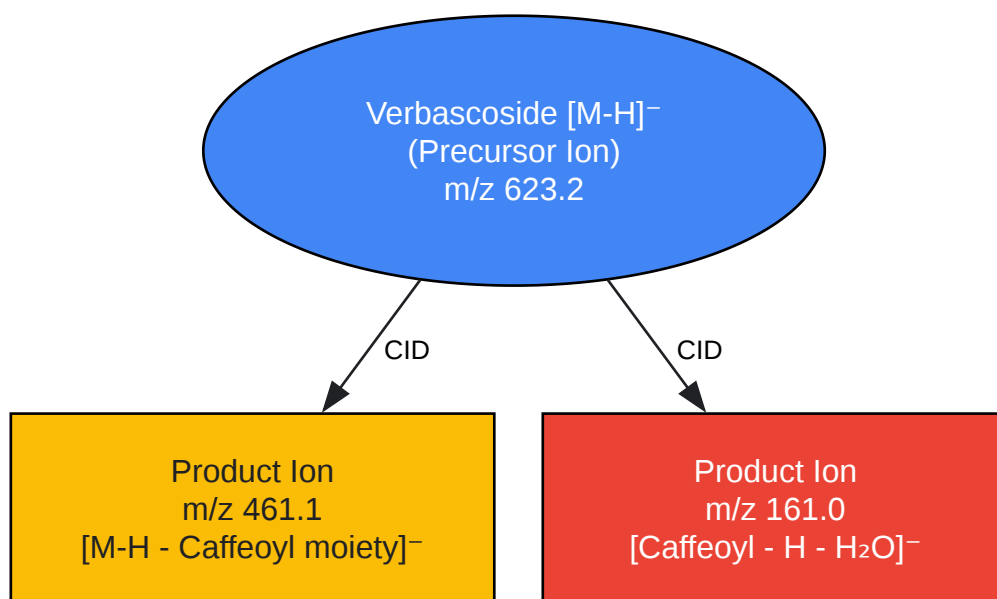 Verbascoside [M-H]⁻
(Precursor Ion)
m/z 623.2
CID
CID
Product Ion
m/z 461.1
[M-H - Caffeoyl moiety]⁻
Product Ion
m/z 161.0
[Caffeoyl - H - H₂O]⁻